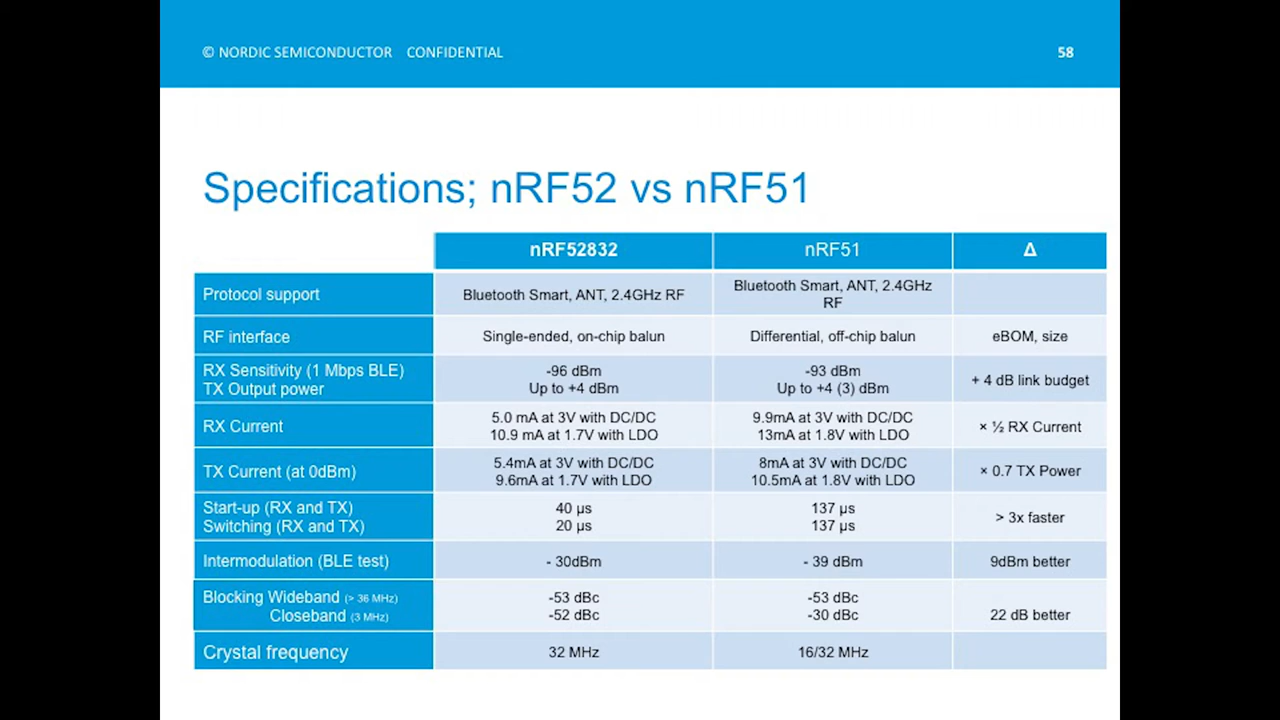 © NORDIC SEMICONDUCTOR CONFIDENTIAL 58
Specifications; nRF52 vs nRF51
nRF52832 nRF51 Δ
Protocol support Bluetooth Smart, ANT, 2.4GHz RF Bluetooth Smart, ANT, 2.4GHz
RF
RF interface Single-ended, on-chip balun Differential, off-chip balun eBOM, size
RX Sensitivity (1 Mbps BLE) -96 dBm -93 dBm + 4 dB link budget
TX Output power Up to +4 dBm Up to +4 (3) dBm
RX Current 5.0 mA at 3V with DC/DC 9.9mA at 3V with DC/DC × ½ RX Current
10.9 mA at 1.7V with LDO 13mA at 1.8V with LDO
TX Current (at 0dBm) 5.4mA at 3V with DC/DC 8mA at 3V with DC/DC × 0.7 TX Power
9.6mA at 1.7V with LDO 10.5mA at 1.8V with LDO
Start-up (RX and TX) 40 µs 137 µs > 3x faster
Switching (RX and TX) 20 µs 137 µs
Intermodulation (BLE test) - 30dBm - 39 dBm 9dBm better
Blocking Wideband (> 36 MHz) -53 dBc -53 dBc
Closeband (3 MHz) -52 dBc -30 dBc 22 dB better
Crystal frequency 32 MHz 16/32 MHz